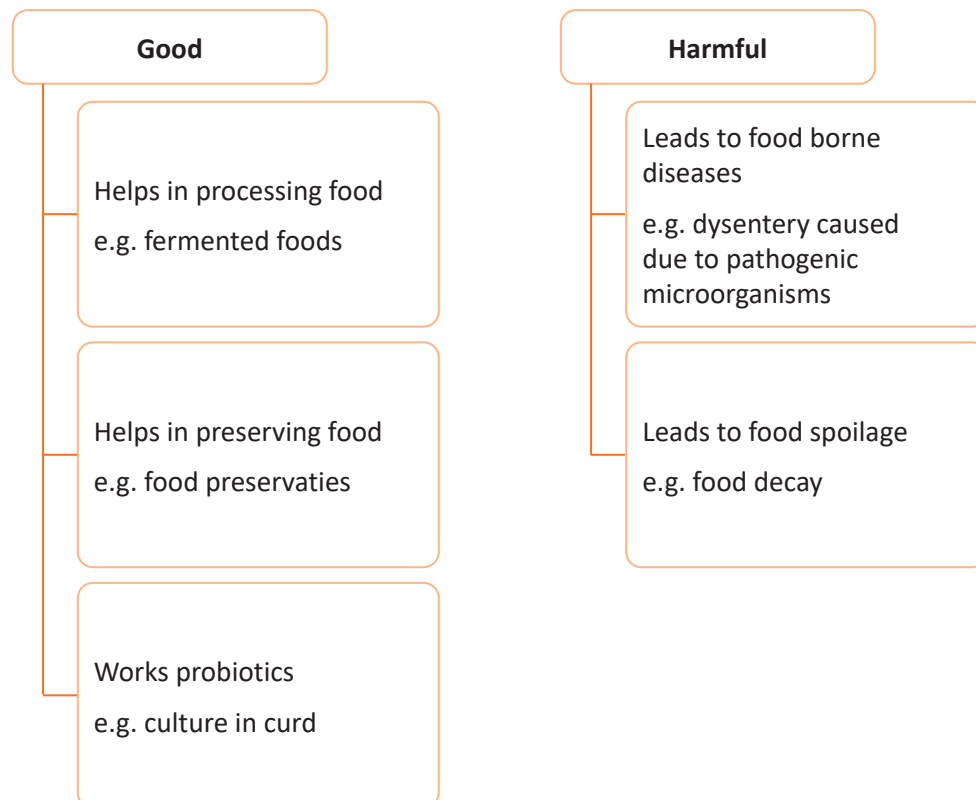 Good
Helps in processing food
e.g. fermented foods
Helps in preserving food
e.g. food preservaties
Works probiotics
e.g. culture in curd
Harmful
Leads to food borne
diseases
e.g. dysentery caused
due to pathogenic
microorganisms
Leads to food spoilage
e.g. food decay